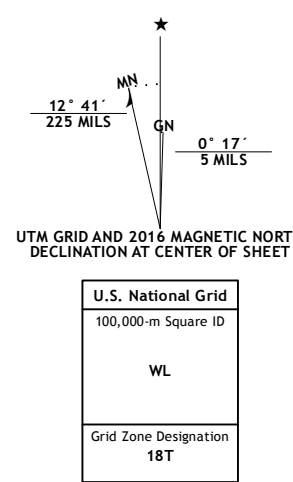 ★
MN
12° 41´
225 MILS
GN
0° 17´
5 MILS
UTM GRID AND 2016 MAGNETIC NORT
DECLINATION AT CENTER OF SHEET
U.S. National Grid
100,000-m Square ID
WL
Grid Zone Designation
18T